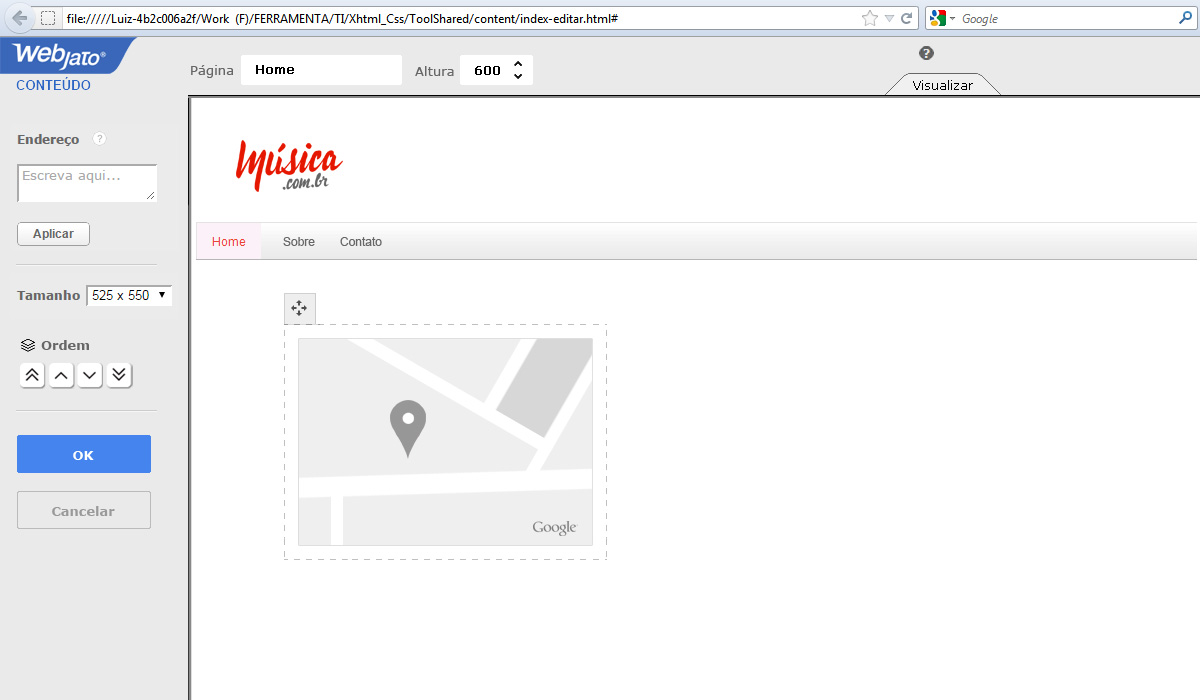 file://///Luiz-4b2c006a2f/Work (F)/FERRAMENTA/TI/Xhtml_Css/ToolShared/content/index-editar.html#
Google
WebJato®
CONTEÚDO
Página
Home
Altura
600
?
Visualizar
Endereço
?
Escreva aqui...
Aplicar
Tamanho
525 x 550
Ordem
OK
Cancelar
Música
.com.br
Home
Sobre
Contato
Google